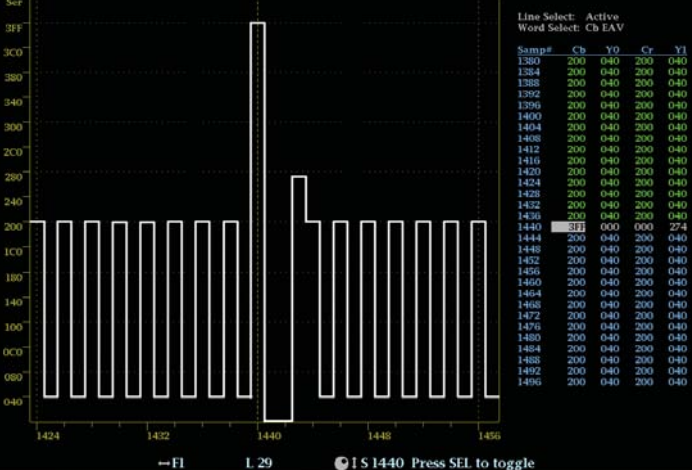 Ser
3FF
3C0
380
340
300
2C0
280
240
200
1C0
180
140
100
0C0
080
040
1424 1432 1440 1448 1456
F1 L 29 S 1440 Press SEL to toggle
Line Select: Active
Word Select: Cb EAV
Samp# Cb Y0 Cr Y1
1380 200 040 200 040
1384 200 040 200 040
1388 200 040 200 040
1392 200 040 200 040
1396 200 040 200 040
1400 200 040 200 040
1404 200 040 200 040
1408 200 040 200 040
1412 200 040 200 040
1416 200 040 200 040
1420 200 040 200 040
1424 200 040 200 040
1428 200 040 200 040
1432 200 040 200 040
1436 200 040 200 040
1440 3FF 000 000 274
1444 200 040 200 040
1448 200 040 200 040
1452 200 040 200 040
1456 200 040 200 040
1460 200 040 200 040
1464 200 040 200 040
1468 200 040 200 040
1472 200 040 200 040
1476 200 040 200 040
1480 200 040 200 040
1484 200 040 200 040
1488 200 040 200 040
1492 200 040 200 040
1496 200 040 200 040